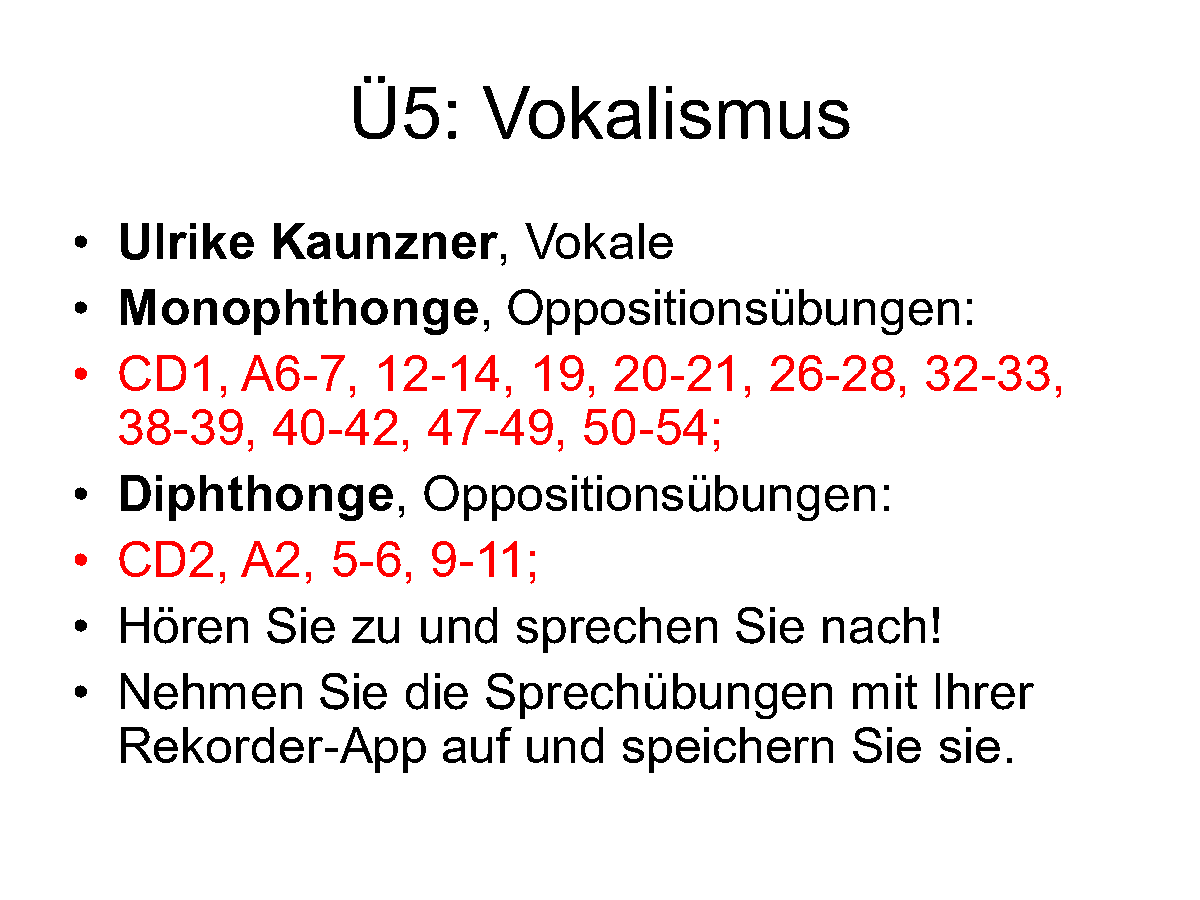 Ü5: Vokalismus
• Ulrike Kaunzner, Vokale
• Monophthonge, Oppositionsübungen:
• CD1, A6-7, 12-14, 19, 20-21, 26-28, 32-33,
38-39, 40-42, 47-49, 50-54;
• Diphthonge, Oppositionsübungen:
• CD2, A2, 5-6, 9-11;
• Hören Sie zu und sprechen Sie nach!
• Nehmen Sie die Sprechübungen mit Ihrer
Rekorder-App auf und speichern Sie sie.